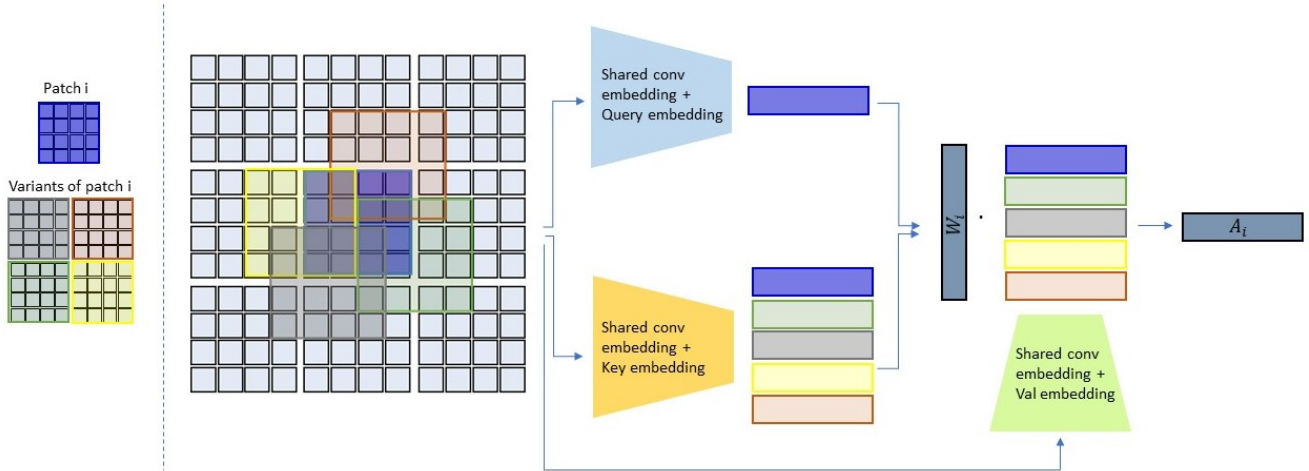 Patch i
Variants of patch i
Shared conv
embedding +
Query embedding
Shared conv
embedding +
Key embedding
W_i
.
Shared conv
embedding +
Val embedding
A_i